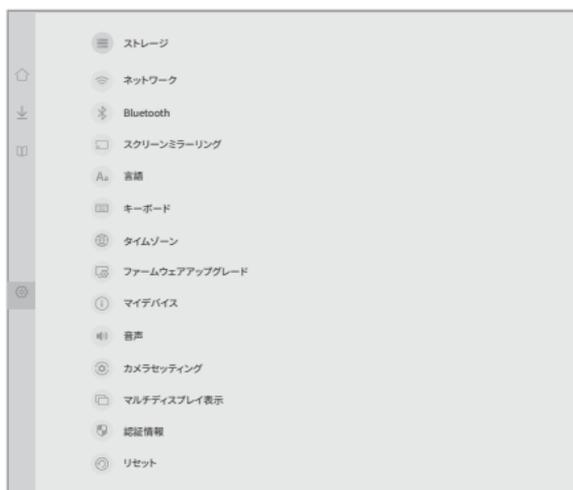 ストレージ
ネットワーク
Bluetooth
スクリーンミラーリング
言語
キーボード
タイムゾーン
ファームウェアアップグレード
マイデバイス
音声
カメラセッティング
マルチディスプレイ表示
認証情報
リセット